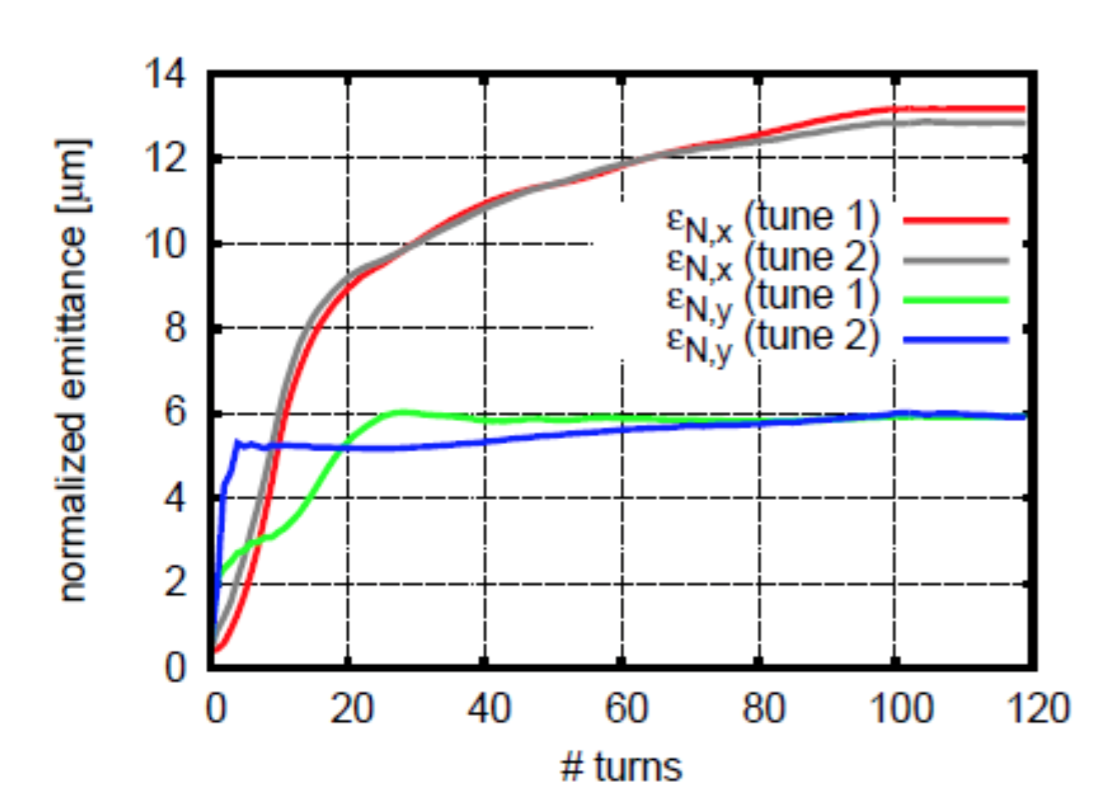 14
12
10
8
6
4
2
0
normalized emittance [μm]
εN,x (tune 1)
εN,x (tune 2)
εN,y (tune 1)
εN,y (tune 2)
0 20 40 60 80 100 120
# turns